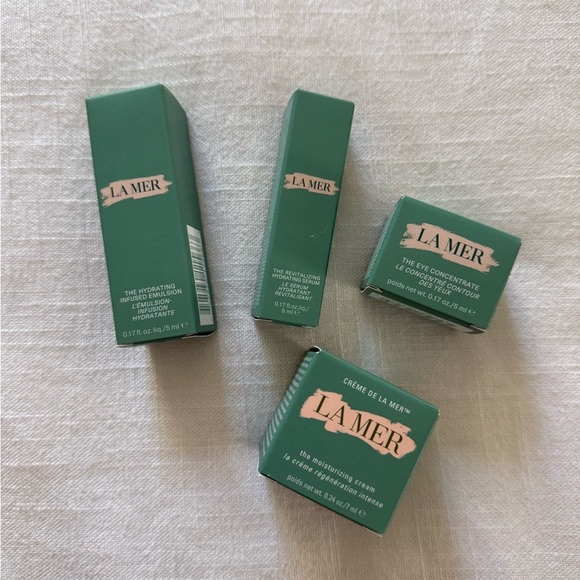 LA MER
THE HYDRATING
INFUSED EMULSION
L'ÉMULSION-
INFUSION
HYDRATANTE
0.17 fl.oz.liq./5 ml e
LA MER
THE REVITALIZING
HYDRATING SERUM
LE SÉRUM
HYDRATANT
REVITALISANT
0.17 fl.oz.liq./
5 ml e
LA MER
THE EYE CONCENTRATE
LE CONCENTRÉ CONTOUR
DES YEUX
poids net wt. 0.17 oz./5 ml e
CRÈME DE LA MER™
LA MER
the moisturizing cream
la crème régénération intense
poids net wt. 0.24 oz./7 ml e